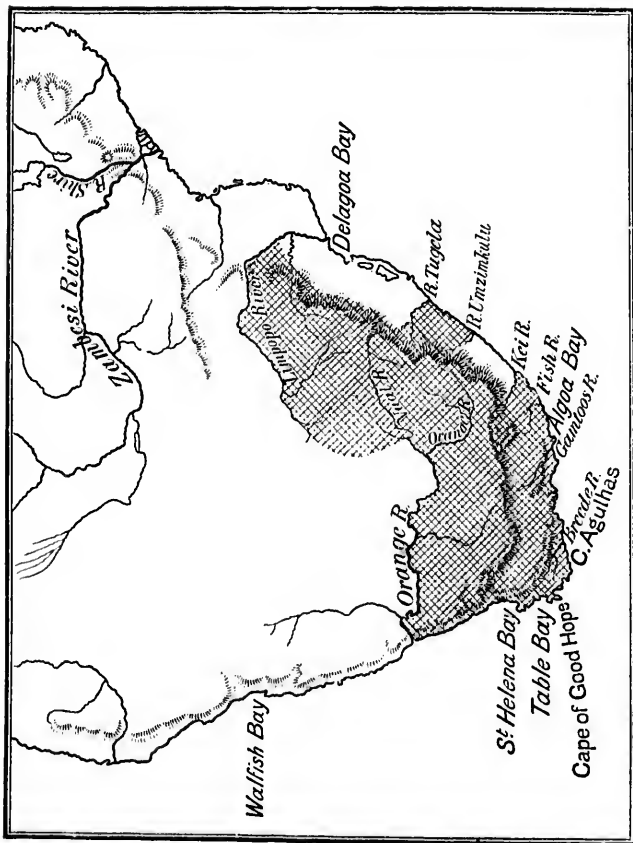 Zambesi River
R. Shire
Walfish Bay
Limpopo River
Delagoa Bay
Vaal R.
Orange R.
Orange R.
R. Tugela
R. Umzimkulu
Kei R.
Fish R.
Algoa Bay
Gamtoos R.
Breede R.
C. Agulhas
St Helena Bay
Table Bay
Cape of Good Hope